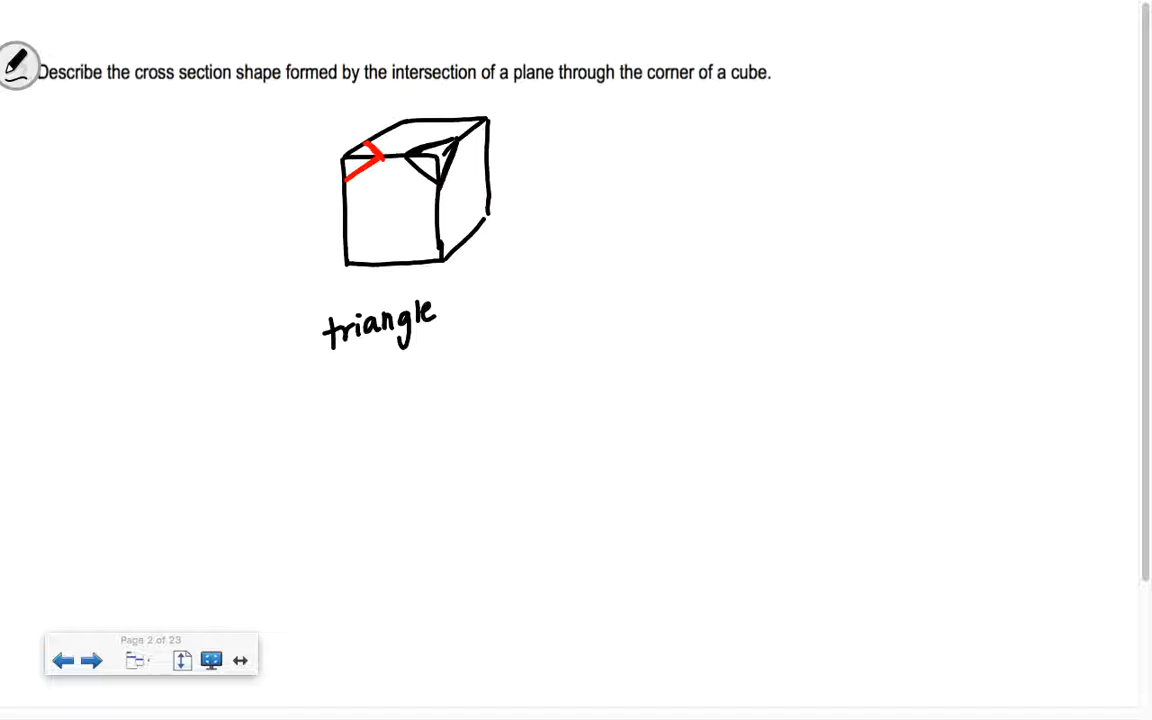 Describe the cross section shape formed by the intersection of a plane through the corner of a cube.
triangle
Page 2 of 23